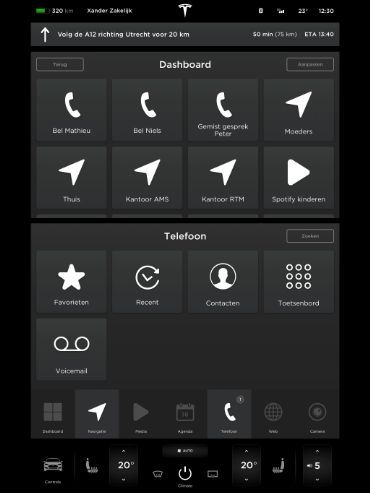 320 km Xander Zakelijk 23° 12:30
Volg de A12 richting Utrecht voor 20 km 50 min (75 km) ETA 13:40
Terug Dashboard Aanpassen
Bel Mathieu
Bel Niels
Gemist gesprek
Peter
Moeders
Thuis
Kantoor AMS
Kantoor RTM
Spotify kinderen
Telefoon Zoeken
Favorieten
Recent
Contacten
Toetsenbord
Voicemail
1
16
Dashboard Navigatie Media Agenda Telefoon Web Camera
AUTO
20° 20° 5
Controls Climate